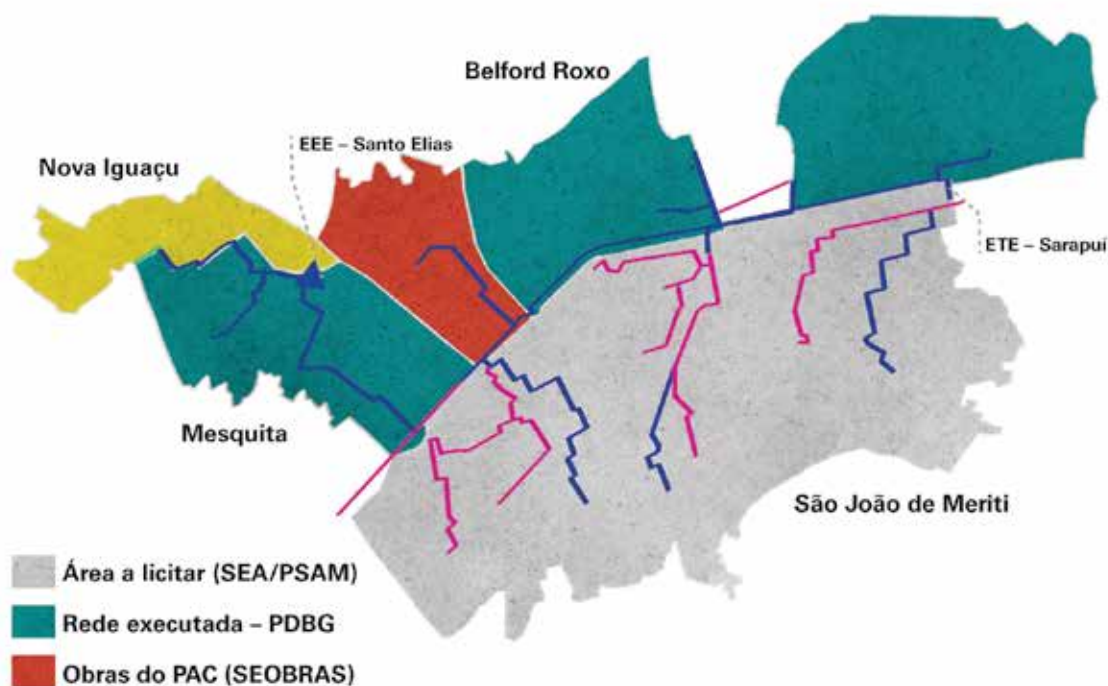 Belford Roxo
EEE – Santo Elias
Nova Iguaçu
ETE – Sarapuí
Mesquita
São João de Meriti
Área a licitar (SEA/PSAM)
Rede executada – PDBG
Obras do PAC (SEOBRAS)